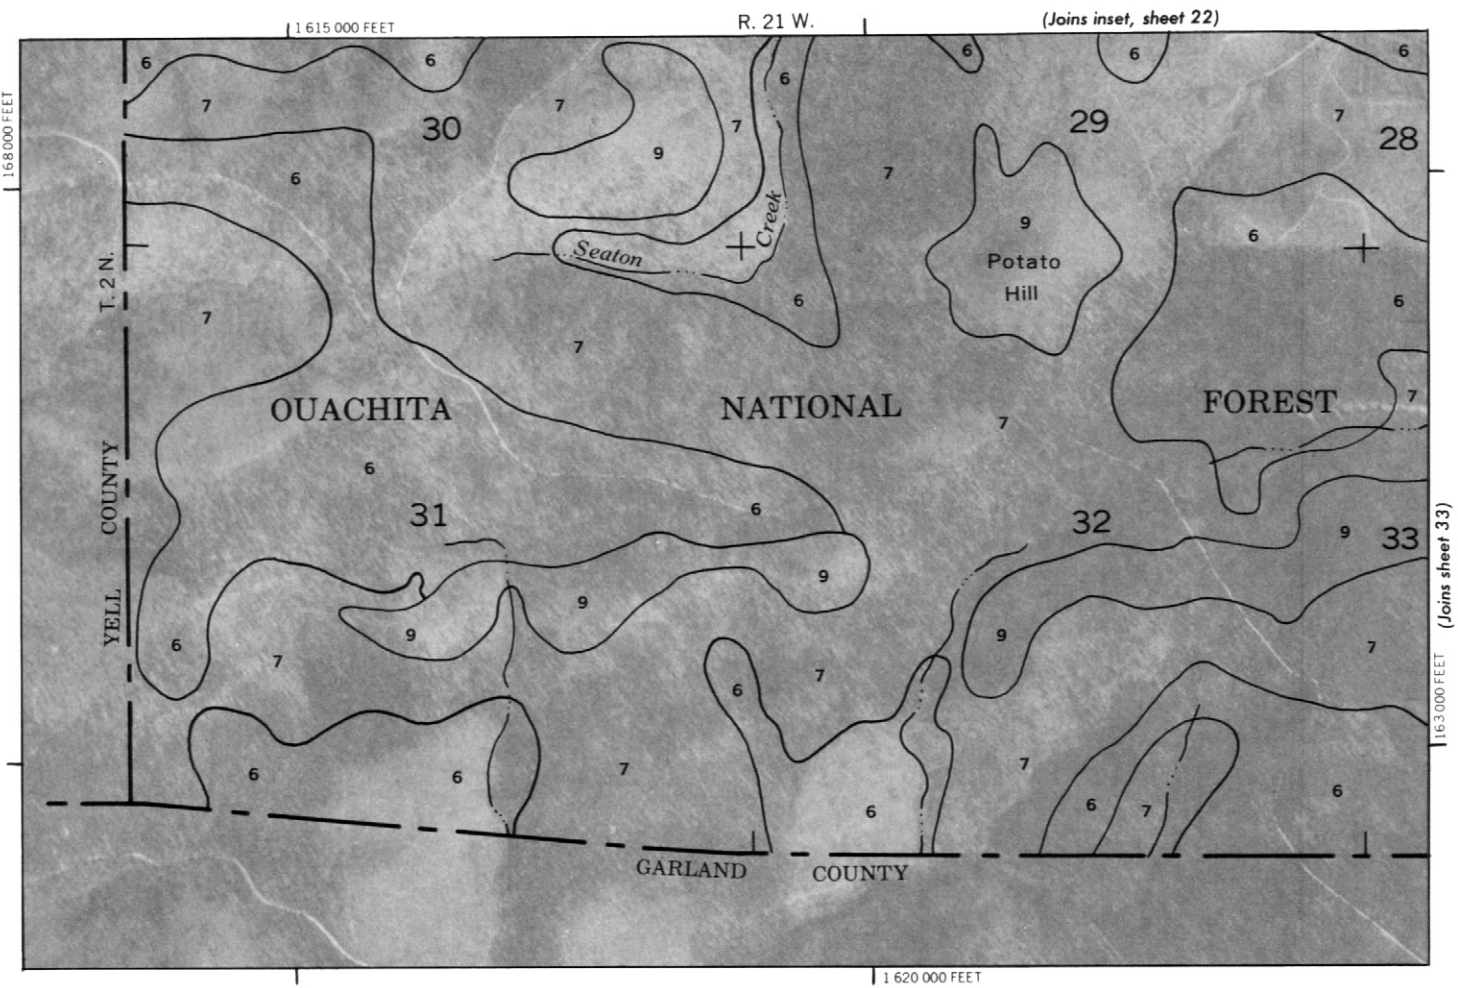 1 615 000 FEET
R. 21 W.
(Joins inset, sheet 22)
168 000 FEET
6
6
6
6
6
6
7
7
7
7
7
30
29
28
9
7
6
9
6
Creek
Seaton
T. 2 N.
Potato
Hill
6
6
7
7
7
OUACHITA
NATIONAL
FOREST
7
6
COUNTY
6
31
32
9
33
(Joins sheet 33)
9
9
YELL
9
9
6
7
7
7
6
163 000 FEET
6
6
7
7
6
6
7
6
GARLAND
COUNTY
1 620 000 FEET